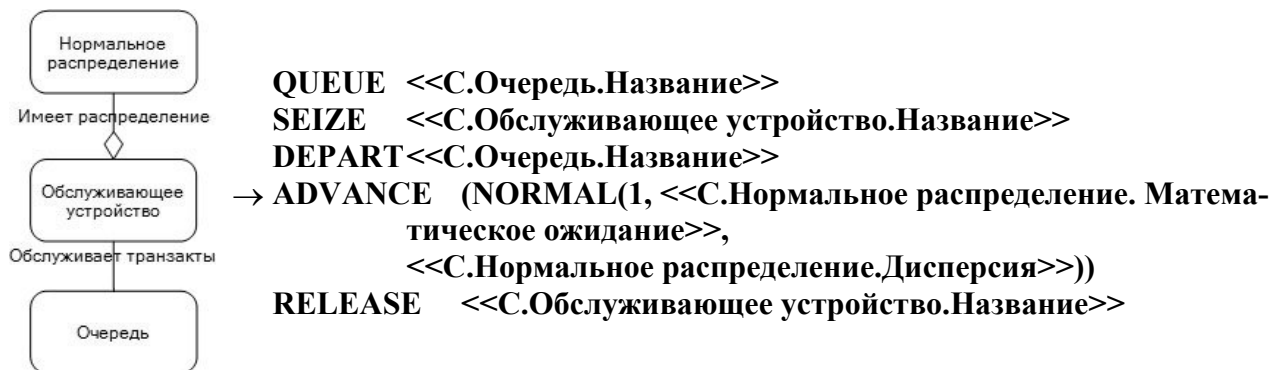 Нормальное
распределение
Имеет распределение
Обслуживающее
устройство
Обслуживает транзакты
Очередь
→
QUEUE <<С.Очередь.Название>>
SEIZE <<С.Обслуживающее устройство.Название>>
DEPART<<С.Очередь.Название>>
ADVANCE (NORMAL(1, <<С.Нормальное распределение. Матема-
тическое ожидание>>,
<<С.Нормальное распределение.Дисперсия>>))
RELEASE <<С.Обслуживающее устройство.Название>>